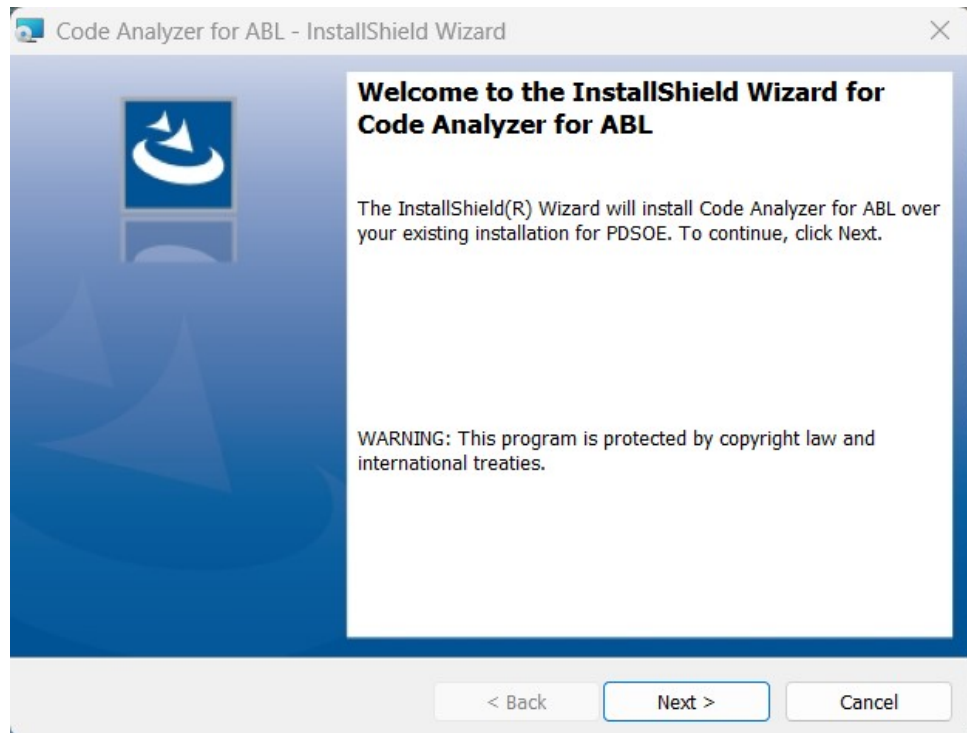 Code Analyzer for ABL - InstallShield Wizard
Welcome to the InstallShield Wizard for
Code Analyzer for ABL
The InstallShield(R) Wizard will install Code Analyzer for ABL over
your existing installation for PDSOE. To continue, click Next.
WARNING: This program is protected by copyright law and
international treaties.
< Back
Next >
Cancel